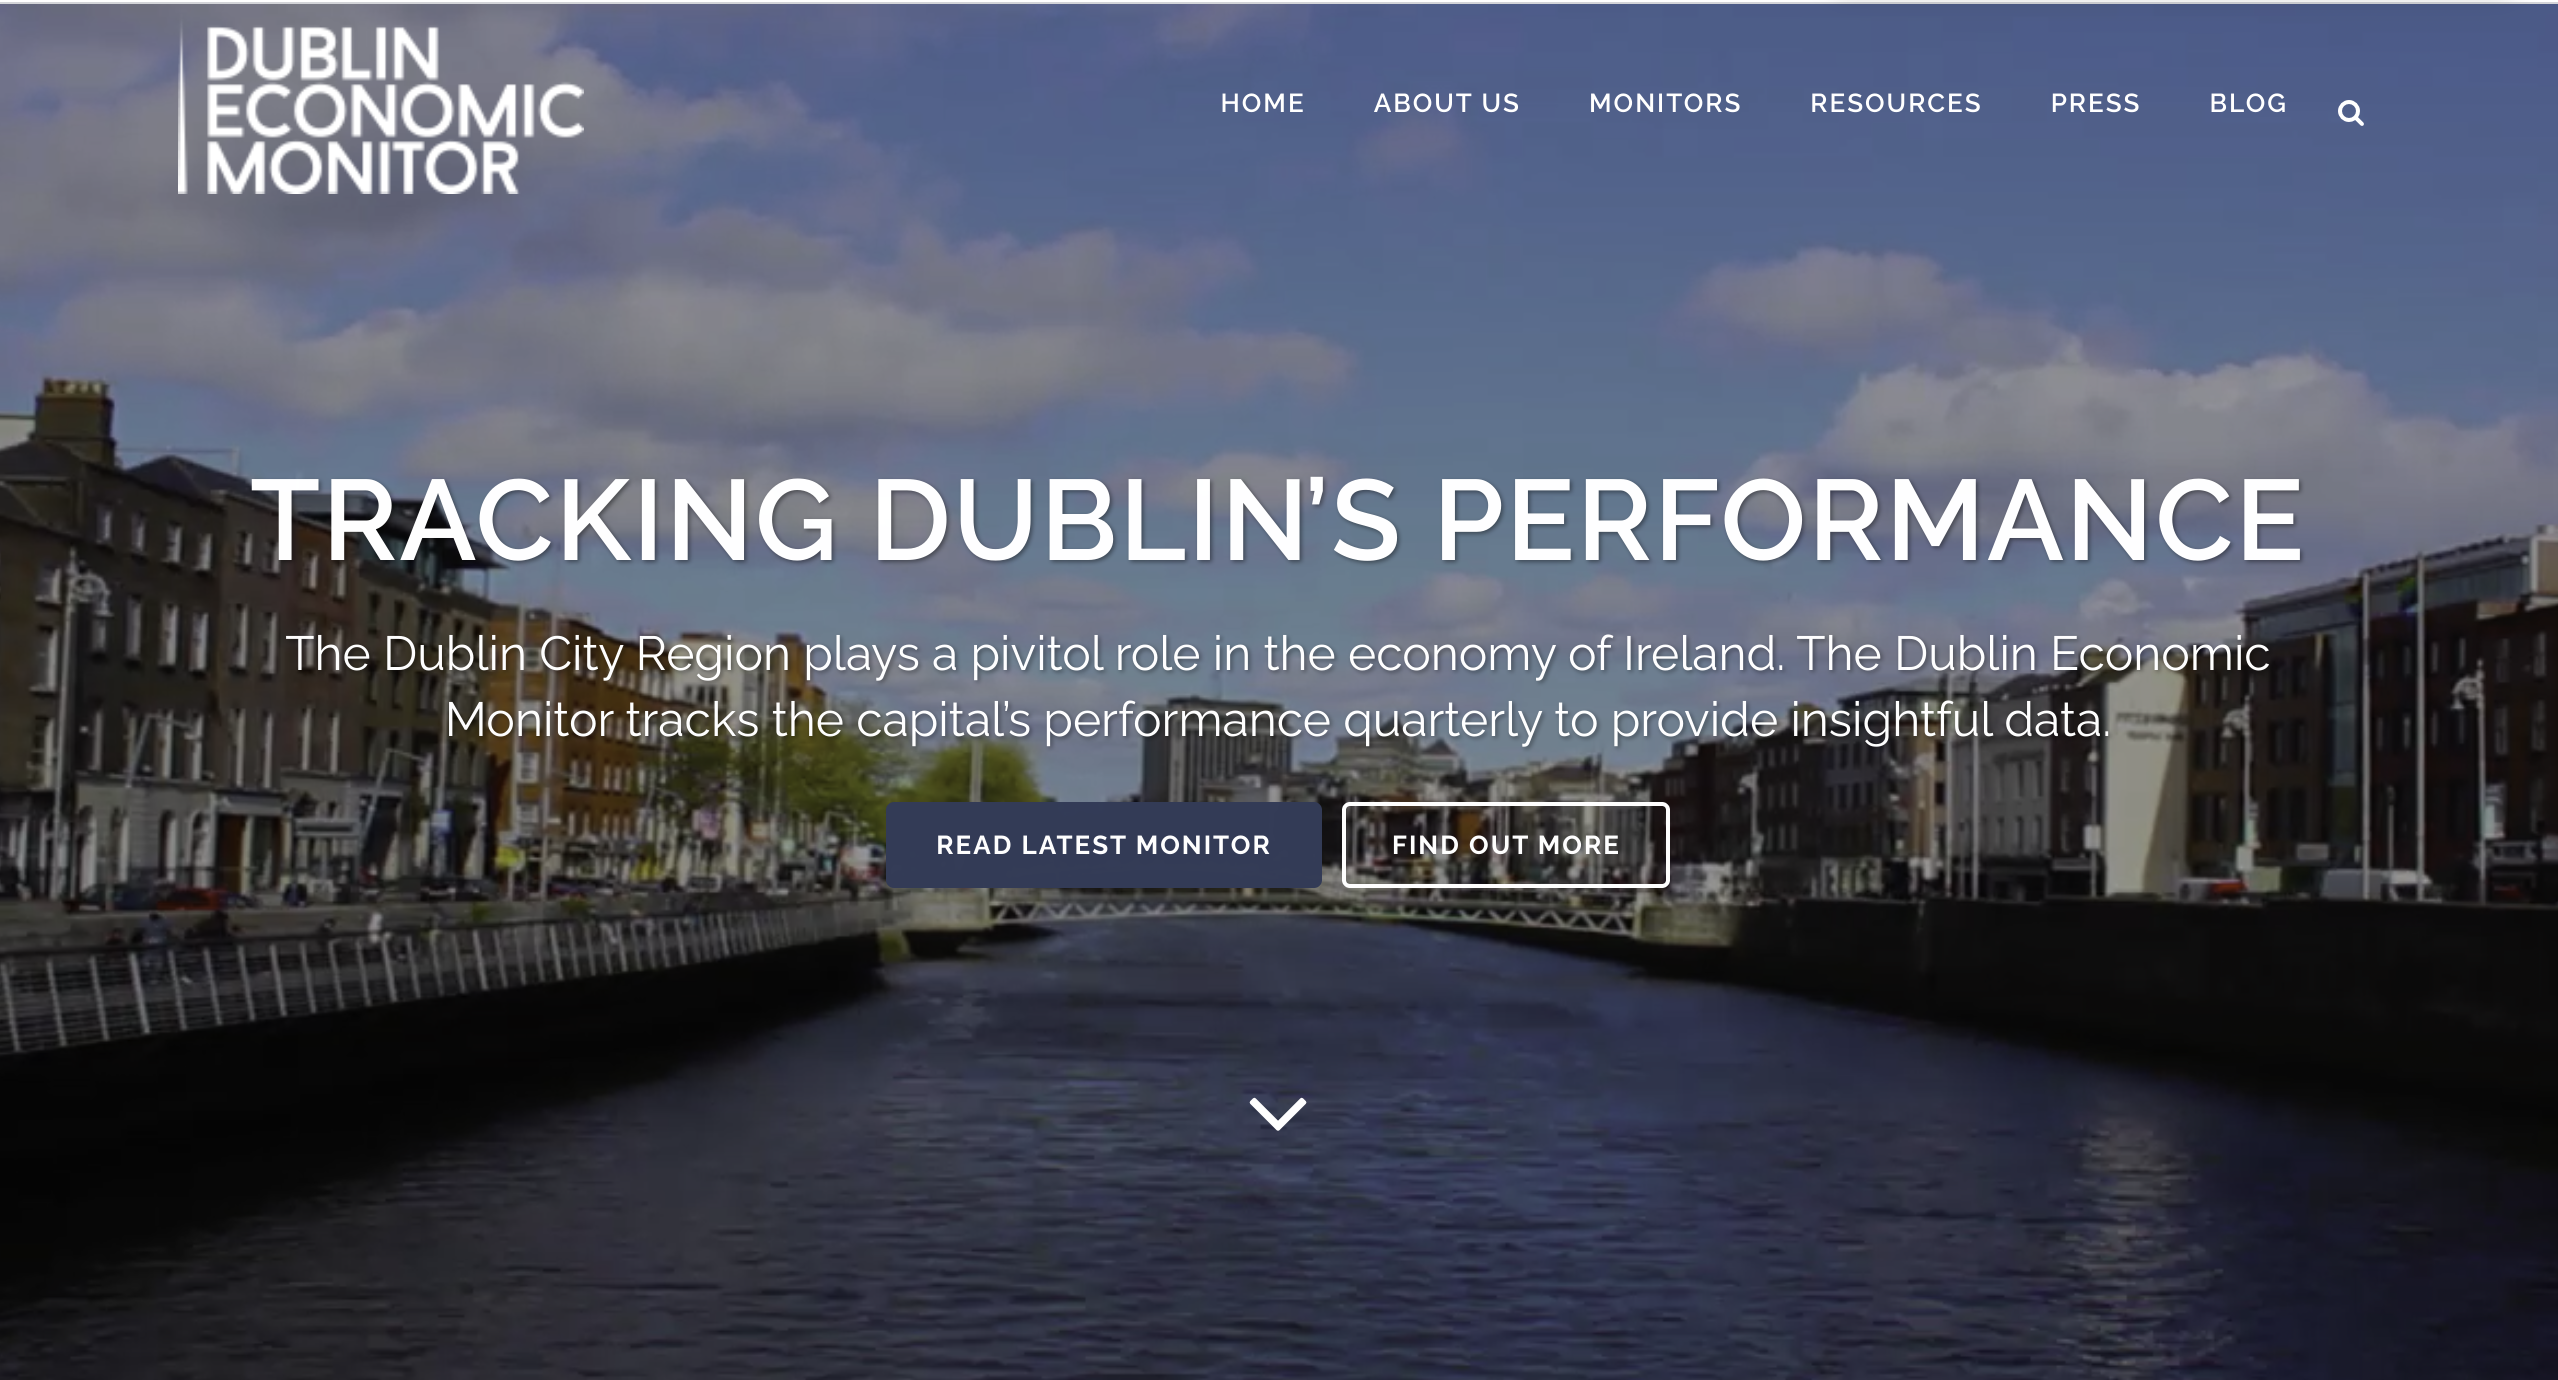 DUBLIN
ECONOMIC
MONITOR
HOME ABOUT US MONITORS RESOURCES PRESS BLOG
TRACKING DUBLIN’S PERFORMANCE
The Dublin City Region plays a pivitol role in the economy of Ireland. The Dublin Economic
Monitor tracks the capital’s performance quarterly to provide insightful data.
READ LATEST MONITOR FIND OUT MORE